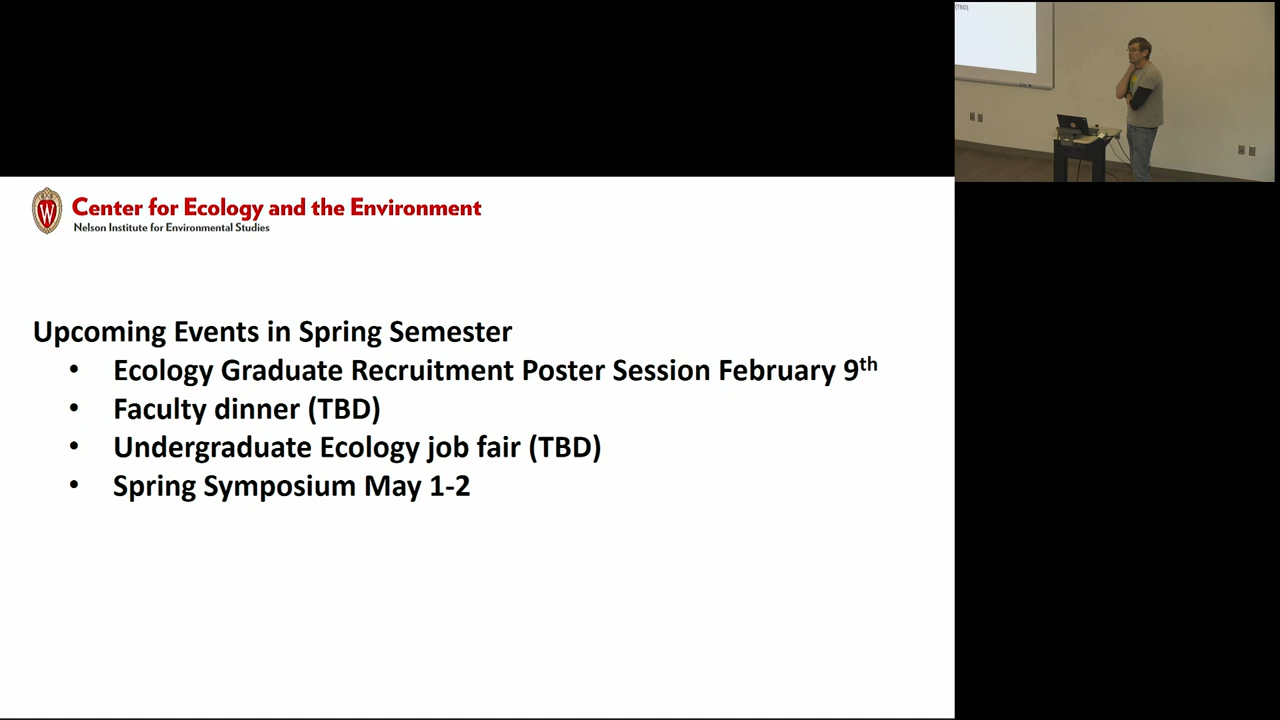 (TBD)
W
Center for Ecology and the Environment
Nelson Institute for Environmental Studies
Upcoming Events in Spring Semester
• Ecology Graduate Recruitment Poster Session February 9th
• Faculty dinner (TBD)
• Undergraduate Ecology job fair (TBD)
• Spring Symposium May 1-2